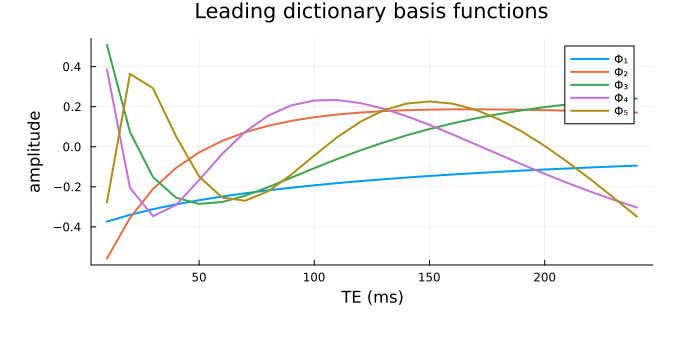 Leading dictionary basis functions
amplitude
0.4
0.2
0.0
−0.2
−0.4
50
100
150
200
TE (ms)
Φ₁
Φ₂
Φ₃
Φ₄
Φ₅